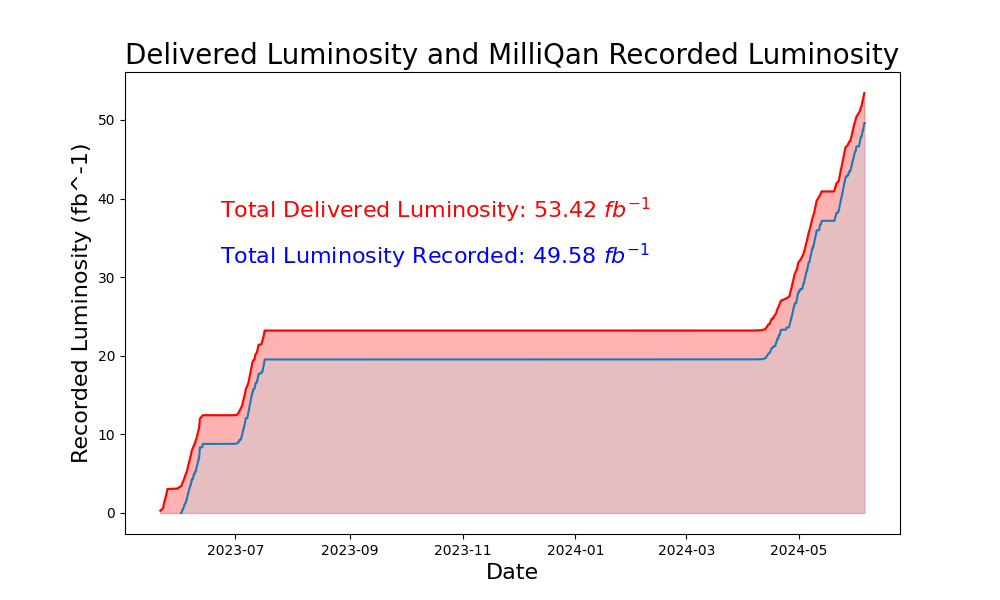 Delivered Luminosity and MilliQan Recorded Luminosity
Recorded Luminosity (fb^-1)
50
40
30
20
10
0
Total Delivered Luminosity: 53.42 fb⁻¹
Total Luminosity Recorded: 49.58 fb⁻¹
2023-07 2023-09 2023-11 2024-01 2024-03 2024-05
Date